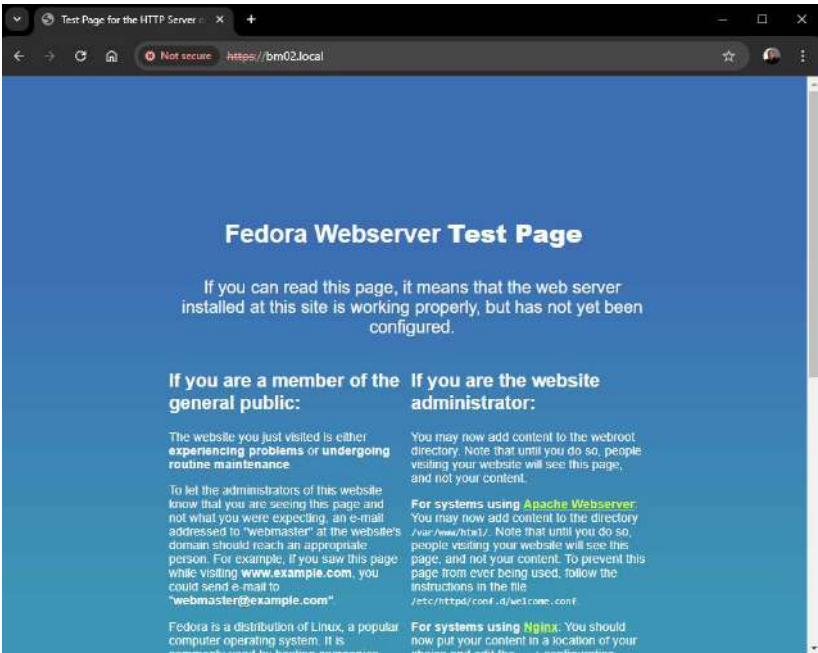 Test Page for the HTTP Server
Not secure https://bm02.local
Fedora Webserver Test Page
If you can read this page, it means that the web server
installed at this site is working properly, but has not yet been
configured.
If you are a member of the
general public:
The website you just visited is either
experiencing problems or undergoing
routine maintenance
To let the administrators of this website
know that you are seeing this page and
not what you were expecting, an e-mail
addressed to "webmaster" at the website's
domain should reach an appropriate
person. For example, if you saw this page
while visiting www.example.com, you
could send e-mail to
"webmaster@example.com".
Fedora is a distribution of Linux, a popular
computer operating system. It is
commonly used by hosting companies
If you are the website
administrator:
You may now add content to the webroot
directory. Note that until you do so, people
visiting your website will see this page,
and not your content.
For systems using Apache Webserver:
You may now add content to the directory
/var/www/html/. Note that until you do so,
people visiting your website will see this
page, and not your content. To prevent this
page from ever being used, follow the
instructions in the file
/etc/httpd/conf.d/welcome.conf.
For systems using Nginx: You should
now put your content in a location of your
choice and edit the configuration